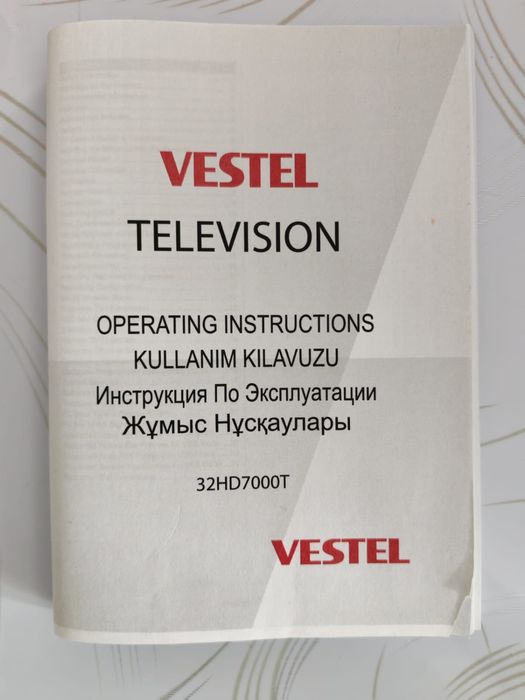 VESTEL
TELEVISION
OPERATING INSTRUCTIONS
KULLANIM KILAVUZU
Инструкция По Эксплуатации
Жұмыс Нұсқаулары
32HD7000T
VESTEL